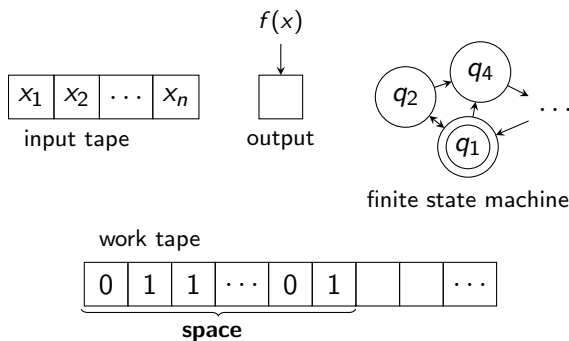 f(x)
x₁ x₂ ⋯ xₙ
input tape
output
q₂ q₄ ⋯
q₁
finite state machine
work tape
0 1 1 ⋯ 0 1 ⋯
space